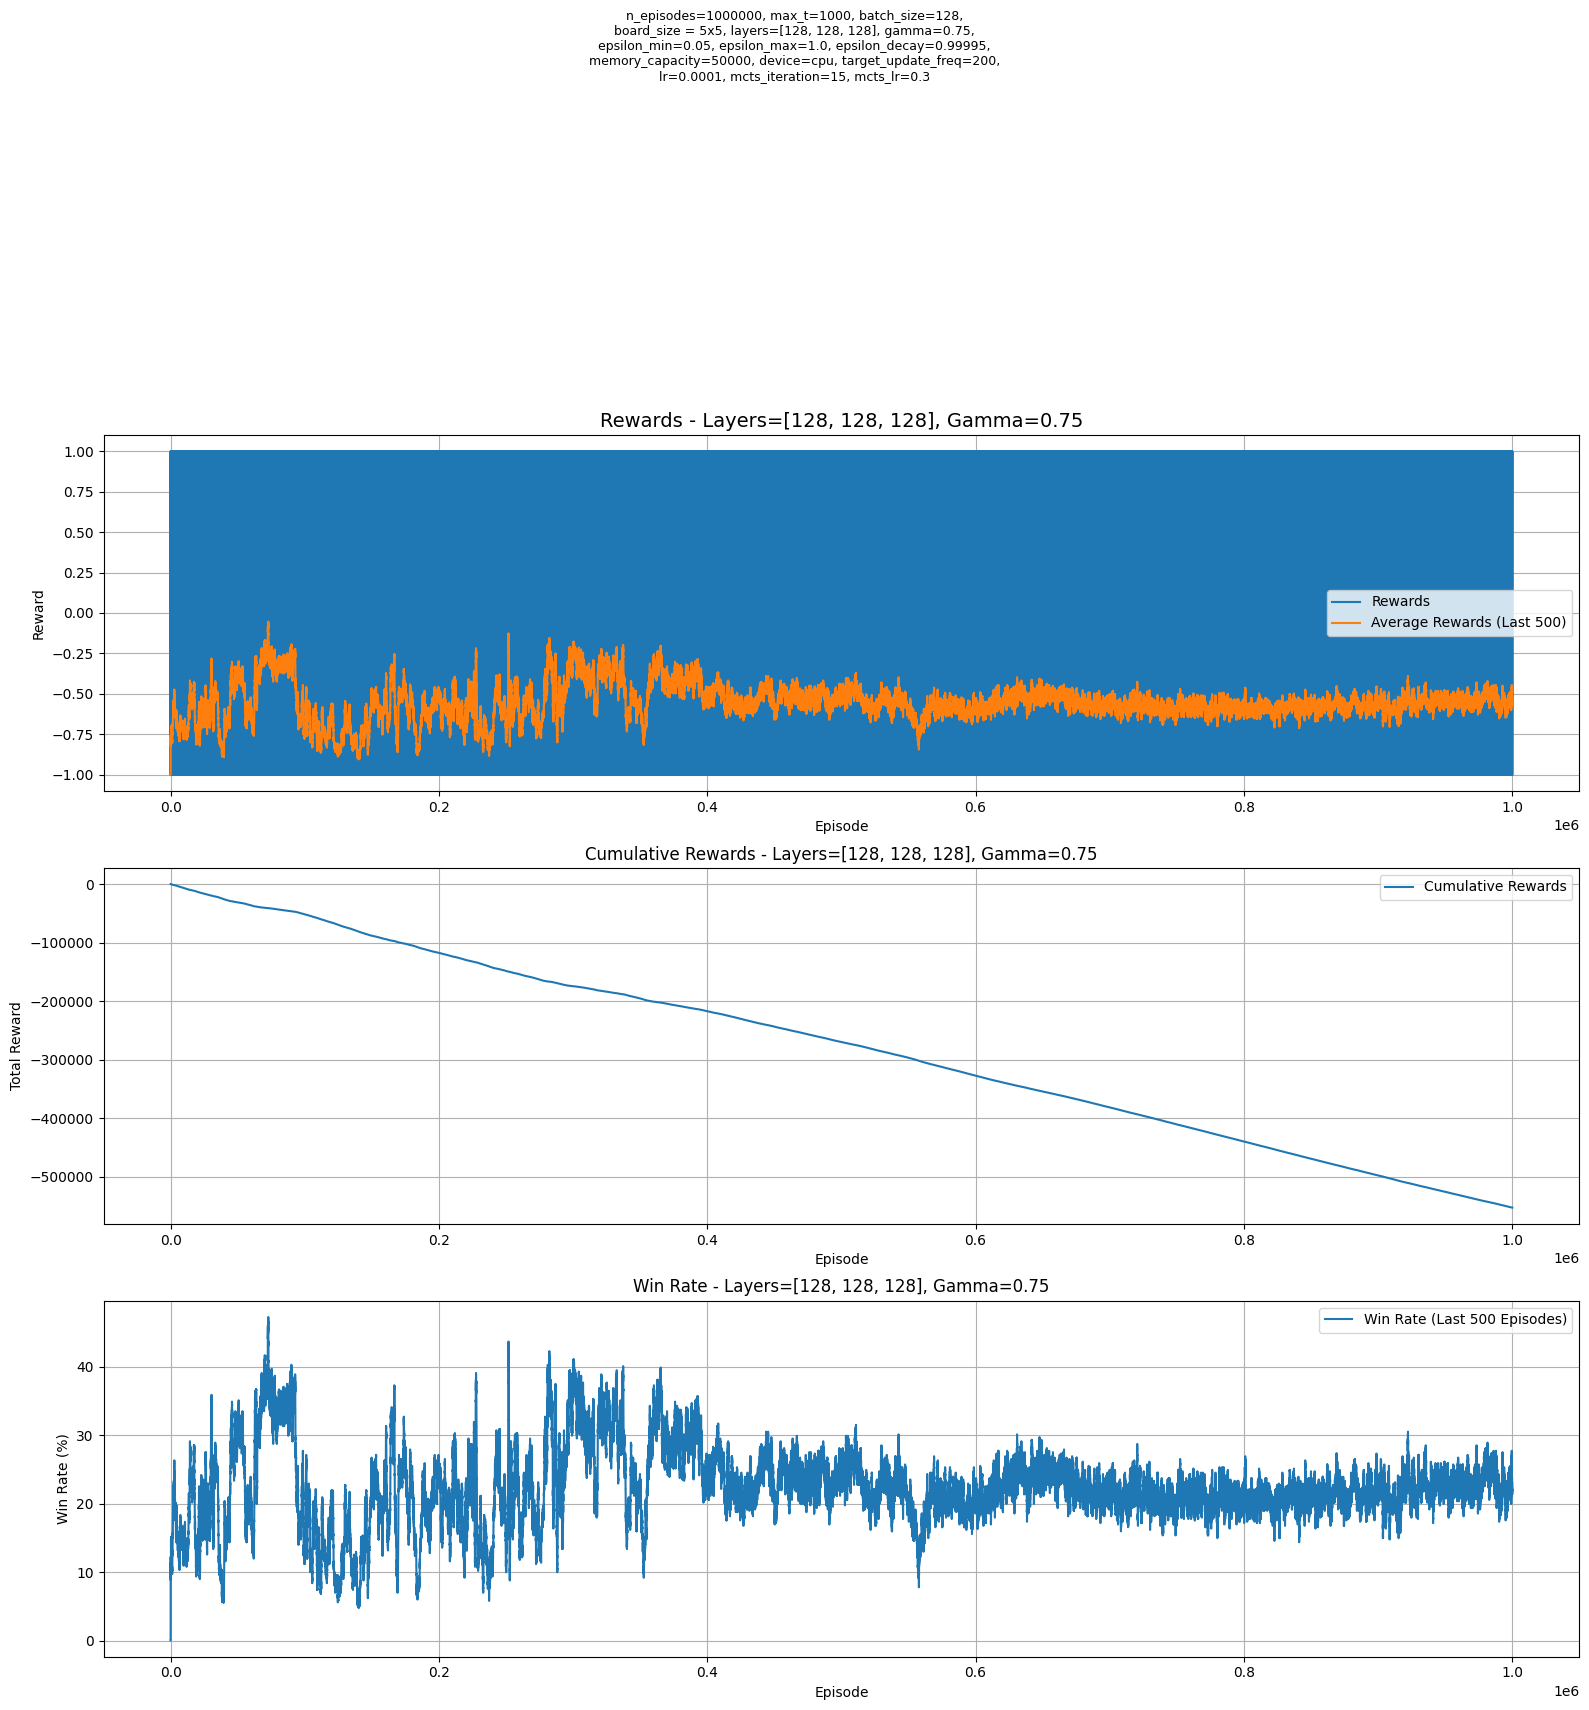 n_episodes=1000000, max_t=1000, batch_size=128,
board_size = 5x5, layers=[128, 128, 128], gamma=0.75,
epsilon_min=0.05, epsilon_max=1.0, epsilon_decay=0.99995,
memory_capacity=50000, device=cpu, target_update_freq=200,
lr=0.0001, mcts_iteration=15, mcts_lr=0.3
Rewards - Layers=[128, 128, 128], Gamma=0.75
1.00
0.75
0.50
0.25
0.00
−0.25
−0.50
−0.75
−1.00
Reward
Rewards
Average Rewards (Last 500)
0.0 0.2 0.4 0.6 0.8 1.0
Episode
1e6
Cumulative Rewards - Layers=[128, 128, 128], Gamma=0.75
0
−100000
−200000
−300000
−400000
−500000
Total Reward
Cumulative Rewards
0.0 0.2 0.4 0.6 0.8 1.0
Episode
1e6
Win Rate - Layers=[128, 128, 128], Gamma=0.75
40
30
20
10
0
Win Rate (%)
Win Rate (Last 500 Episodes)
0.0 0.2 0.4 0.6 0.8 1.0
Episode
1e6